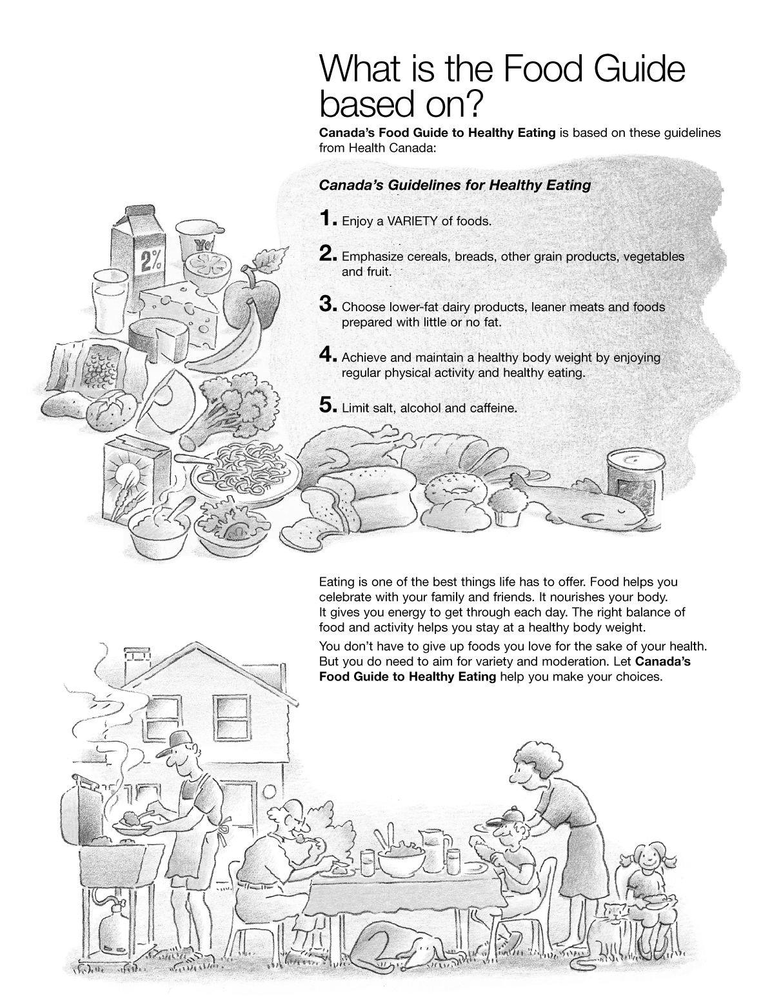 What is the Food Guide
based on?
Canada's Food Guide to Healthy Eating is based on these guidelines
from Health Canada:
Canada's Guidelines for Healthy Eating
1. Enjoy a VARIETY of foods.
2. Emphasize cereals, breads, other grain products, vegetables
and fruit.
3. Choose lower-fat dairy products, leaner meats and foods
prepared with little or no fat.
4. Achieve and maintain a healthy body weight by enjoying
regular physical activity and healthy eating.
5. Limit salt, alcohol and caffeine.
Yo!
2%
Eating is one of the best things life has to offer. Food helps you
celebrate with your family and friends. It nourishes your body.
It gives you energy to get through each day. The right balance of
food and activity helps you stay at a healthy body weight.
You don't have to give up foods you love for the sake of your health.
But you do need to aim for variety and moderation. Let Canada's
Food Guide to Healthy Eating help you make your choices.